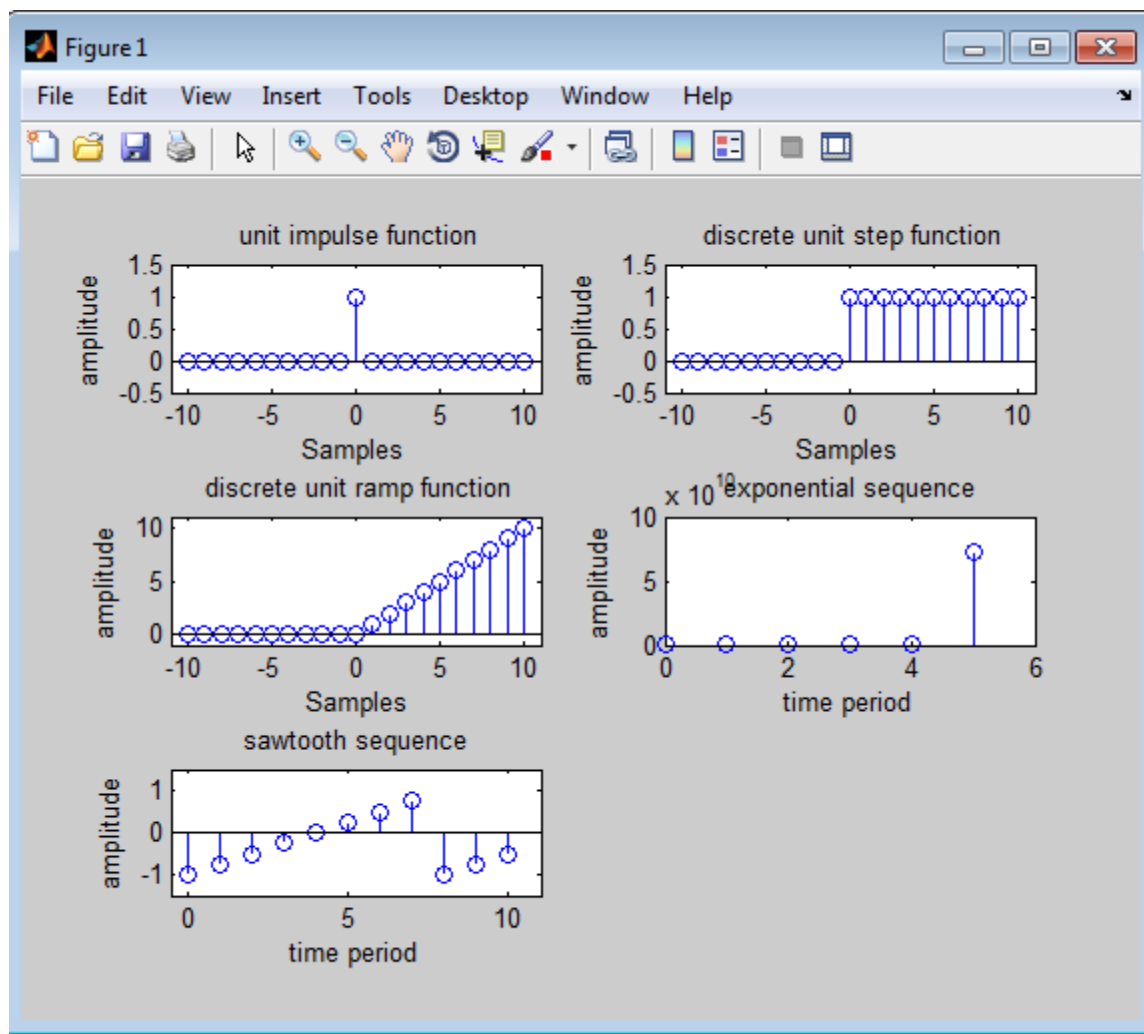 Figure 1
File Edit View Insert Tools Desktop Window Help
unit impulse function
amplitude
1.5
1
0.5
0
-0.5
-10 -5 0 5 10
Samples
discrete unit step function
amplitude
1.5
1
0.5
0
-0.5
-10 -5 0 5 10
Samples
discrete unit ramp function
amplitude
10
5
0
-10 -5 0 5 10
Samples
x 10^10
exponential sequence
amplitude
10
5
0
0 2 4 6
time period
sawtooth sequence
amplitude
1
0
-1
0 5 10
time period